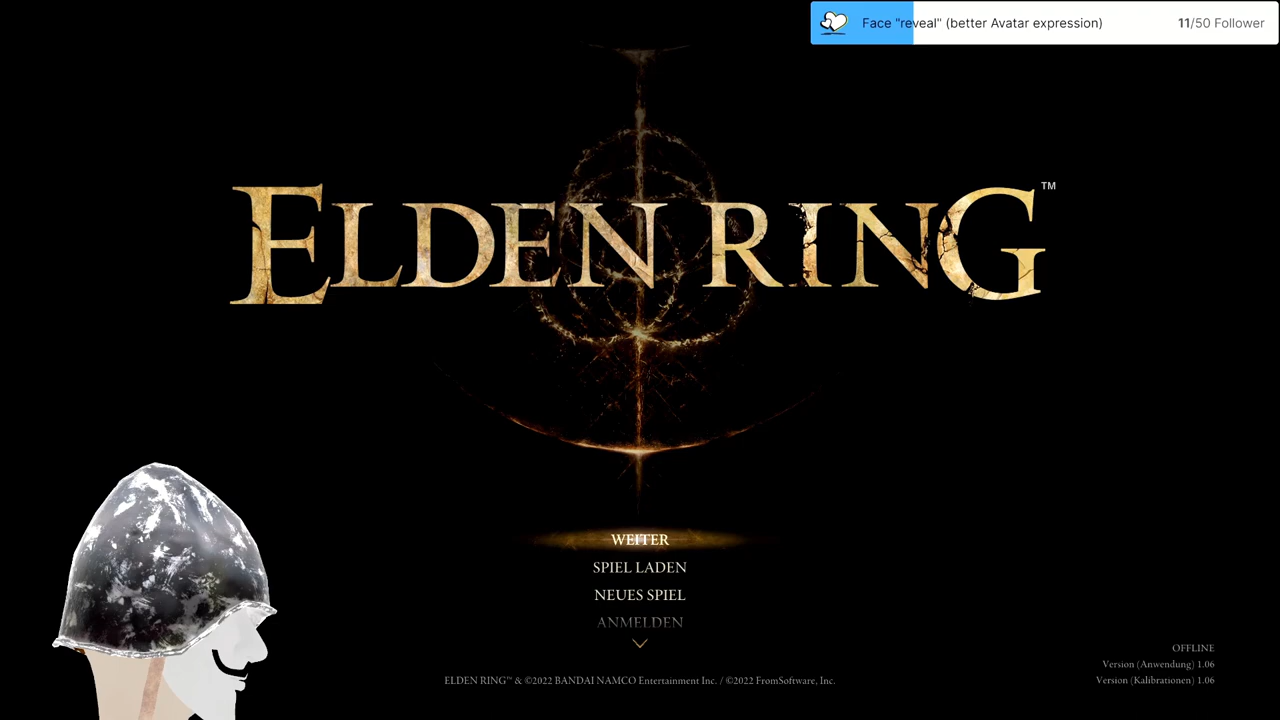 Face "reveal" (better Avatar expression) 11/50 Follower
ELDEN RING™
WEITER
SPIEL LADEN
NEUES SPIEL
ANMELDEN
OFFLINE
Version (Anwendung) 1.06
Version (Kalibrationen) 1.06
ELDEN RING™ & ©2022 BANDAI NAMCO Entertainment Inc. / ©2022 FromSoftware, Inc.